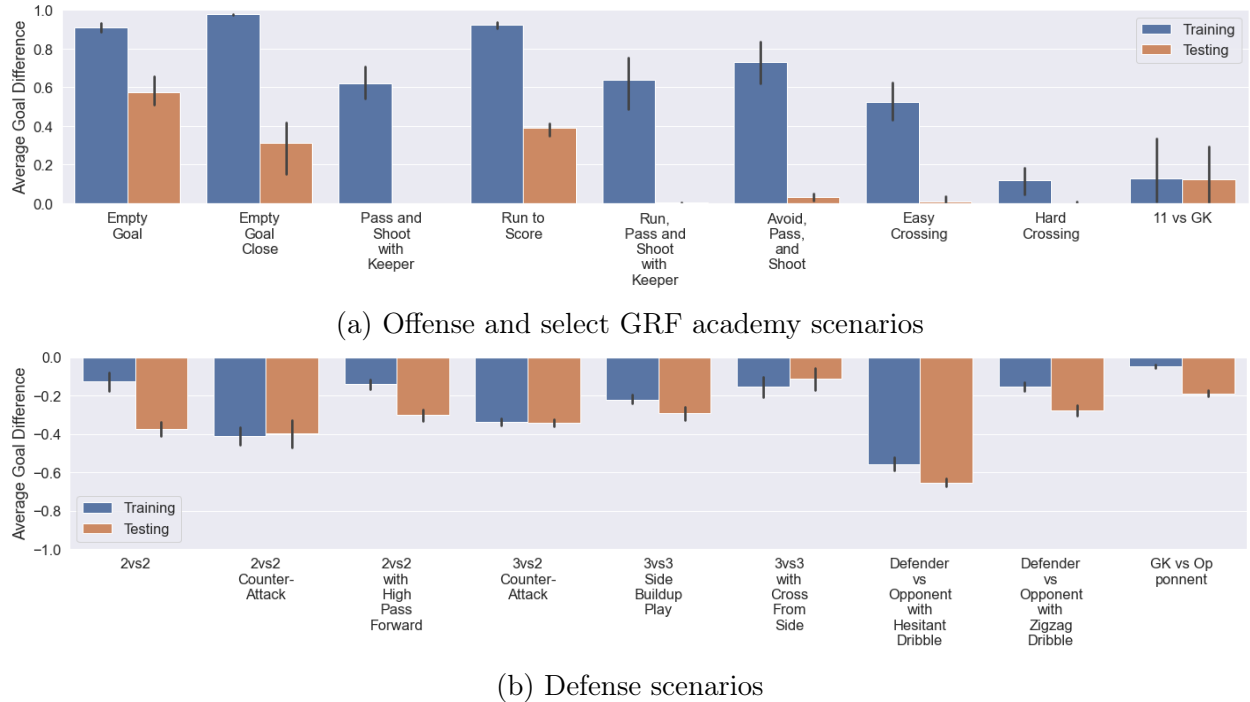 1.0
0.8
0.6
0.4
0.2
0.0
Average Goal Difference
Training
Testing
Empty
Goal
Empty
Goal
Close
Pass and
Shoot
with
Keeper
Run to
Score
Run,
Pass and
Shoot
with
Keeper
Avoid,
Pass,
and
Shoot
Easy
Crossing
Hard
Crossing
11 vs GK
(a) Offense and select GRF academy scenarios
0.0
−0.2
−0.4
−0.6
−0.8
−1.0
Average Goal Difference
Training
Testing
2vs2
2vs2
Counter-
Attack
2vs2
with
High
Pass
Forward
3vs2
Counter-
Attack
3vs3
Side
Buildup
Play
3vs3
with
Cross
From
Side
Defender
vs
Opponent
with
Hesitant
Dribble
Defender
vs
Opponent
with
Zigzag
Dribble
GK vs Op
ponnent
(b) Defense scenarios